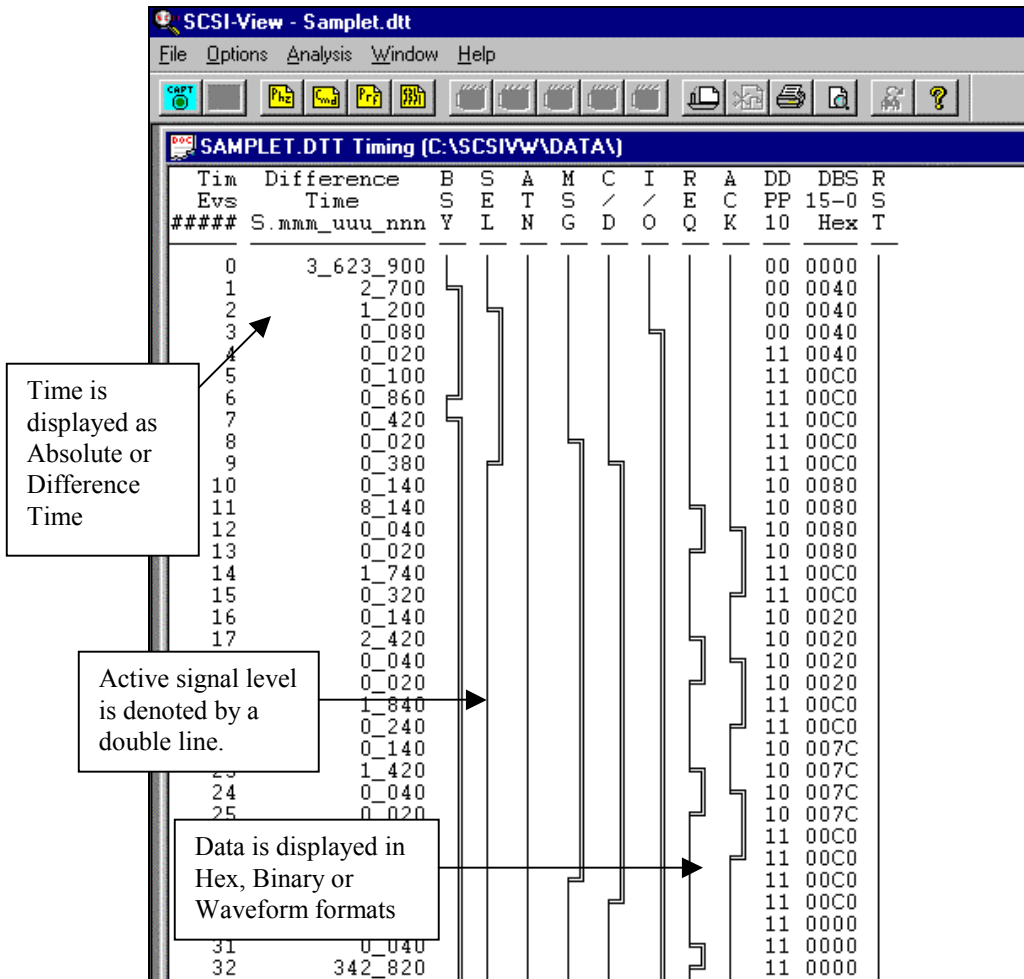 SCSI-View - Samplet.dtt
File Options Analysis Window Help
CAPT Phz Cmd Prf
DOC SAMPLET.DTT Timing (C:\SCSIVW\DATA\)
Tim Difference B S A M C I R A DD DBS R
Evs Time S E T S / / E C PP 15-0 S
##### S.mmm_uuu_nnn Y L N G D O Q K 10 Hex T
0 3_623_900 00 0000
1 2_700 00 0040
2 1_200 00 0040
3 0_080 00 0040
4 0_020 11 0040
5 0_100 11 00C0
6 0_860 11 00C0
7 0_420 11 00C0
8 0_020 11 00C0
9 0_380 11 00C0
10 0_140 10 0080
11 8_140 10 0080
12 0_040 10 0080
13 0_020 10 0080
14 1_740 11 00C0
15 0_320 11 00C0
16 0_140 10 0020
17 2_420 10 0020
0_040 10 0020
0_020 10 0020
1_840 11 00C0
0_240 11 00C0
0_140 10 007C
23 1_420 10 007C
24 0_040 10 007C
25 0_020 10 007C
11 00C0
11 00C0
11 00C0
11 00C0
11 0000
31 0_040 11 0000
32 342_820 11 0000
Time is
displayed as
Absolute or
Difference
Time
Active signal level
is denoted by a
double line.
Data is displayed in
Hex, Binary or
Waveform formats